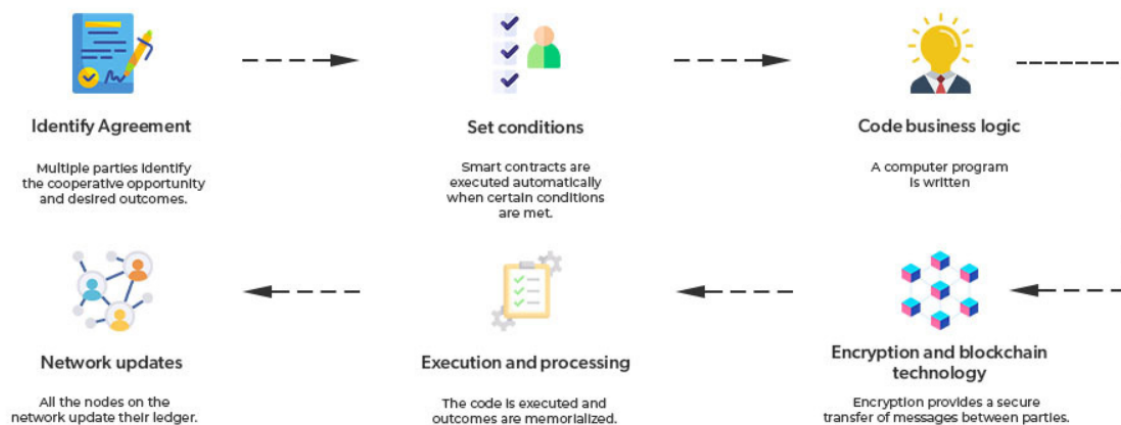 Identify Agreement
Multiple parties identify
the cooperative opportunity
and desired outcomes.
Set conditions
Smart contracts are
executed automatically
when certain conditions
are met.
Code business logic
A computer program
is written
Encryption and blockchain
technology
Encryption provides a secure
transfer of messages between parties.
Execution and processing
The code is executed and
outcomes are memorialized.
Network updates
All the nodes on the
network update their ledger.